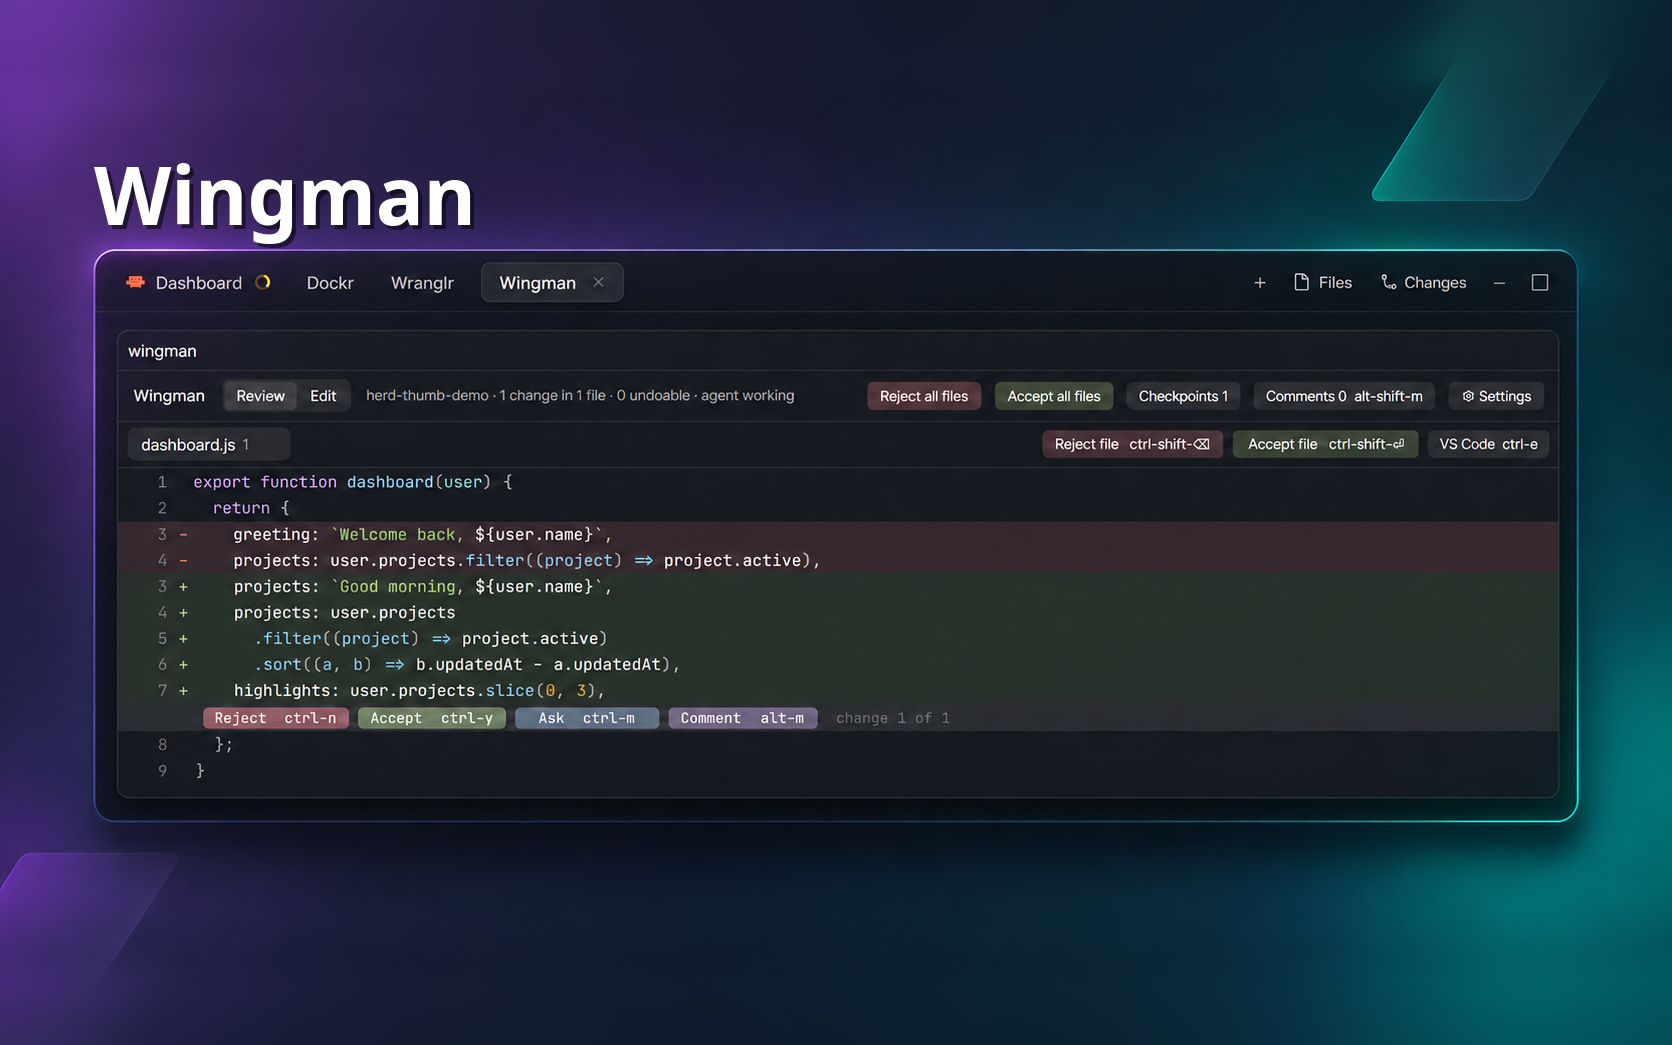 Wingman
Dashboard Dockr Wranglr Wingman × + Files Changes –
wingman
Wingman Review Edit herd-thumb-demo · 1 change in 1 file · 0 undoable · agent working Reject all files Accept all files Checkpoints 1 Comments 0 alt-shift-m Settings
dashboard.js 1 Reject file ctrl-shift-⌫ Accept file ctrl-shift-⏎ VS Code ctrl-e
1 export function dashboard(user) {
2 return {
3 - greeting: `Welcome back, ${user.name}`,
4 - projects: user.projects.filter((project) => project.active),
3 + projects: `Good morning, ${user.name}`,
4 + projects: user.projects
5 + .filter((project) => project.active)
6 + .sort((a, b) => b.updatedAt - a.updatedAt),
7 + highlights: user.projects.slice(0, 3),
Reject ctrl-n Accept ctrl-y Ask ctrl-m Comment alt-m change 1 of 1
8 };
9 }